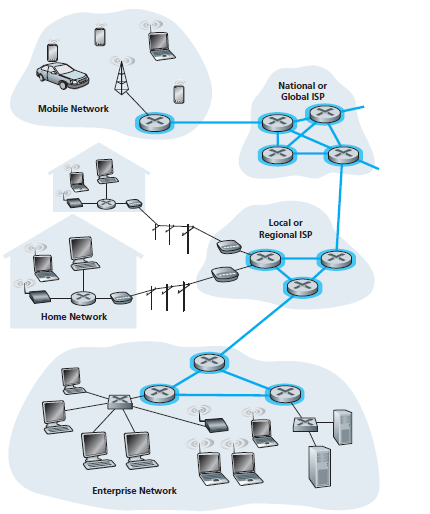 National or
Global ISP
Mobile Network
Local or
Regional ISP
Home Network
Enterprise Network